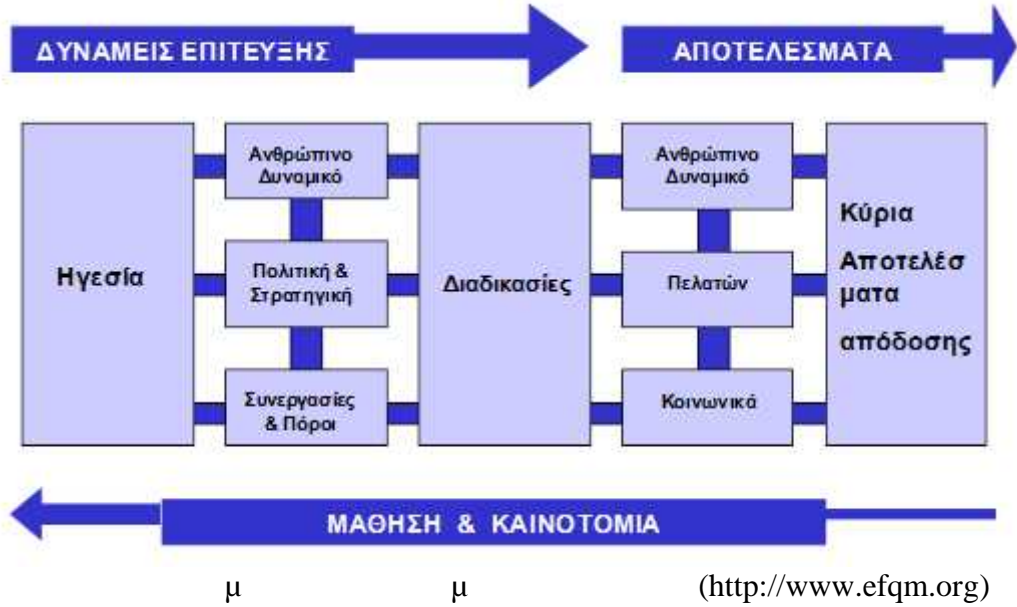 ΔΥΝΑΜΕΙΣ ΕΠΙΤΕΥΞΗΣ
ΑΠΟΤΕΛΕΣΜΑΤΑ
Ηγεσία
Ανθρώπινο
Δυναμικό
Πολιτική &
Στρατηγική
Συνεργασίες
& Πόροι
Διαδικασίες
Ανθρώπινο
Δυναμικό
Πελατών
Κοινωνικά
Κύρια
Αποτελέσ
ματα
απόδοσης
ΜΑΘΗΣΗ & ΚΑΙΝΟΤΟΜΙΑ
μ μ (http://www.efqm.org)